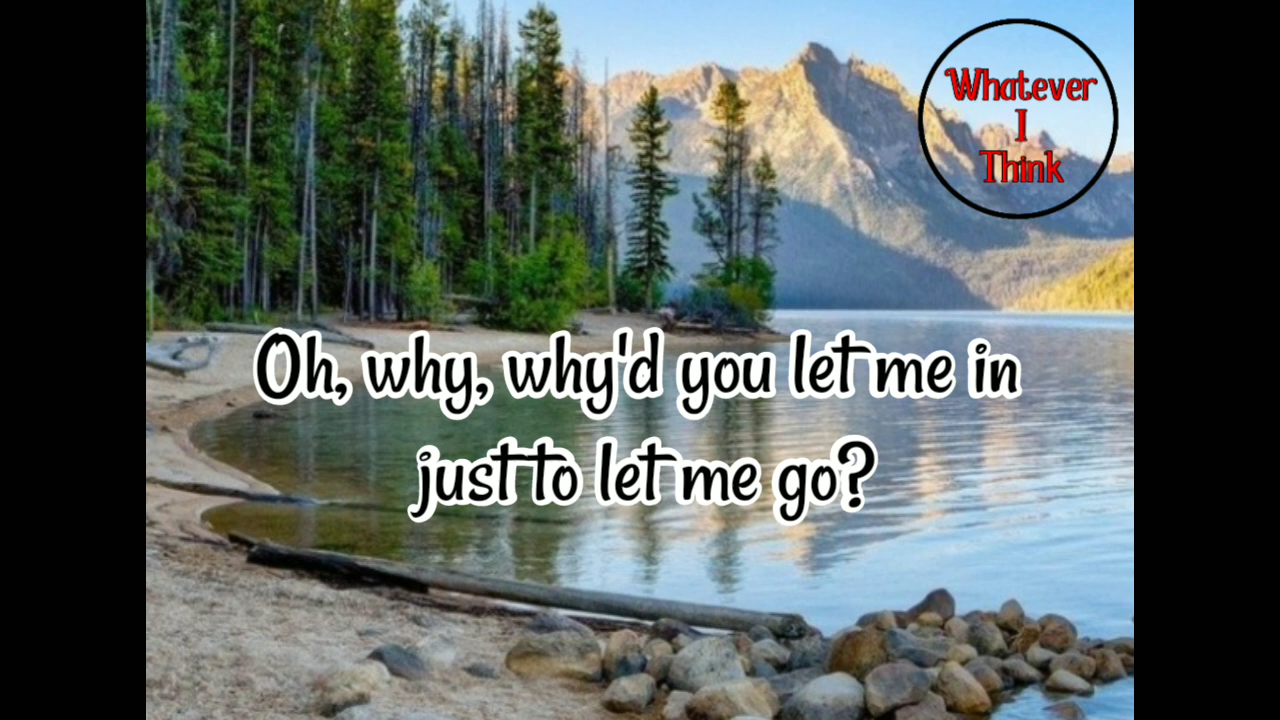 Whatever
I
Think
Oh, why, why'd you let me in
just to let me go?